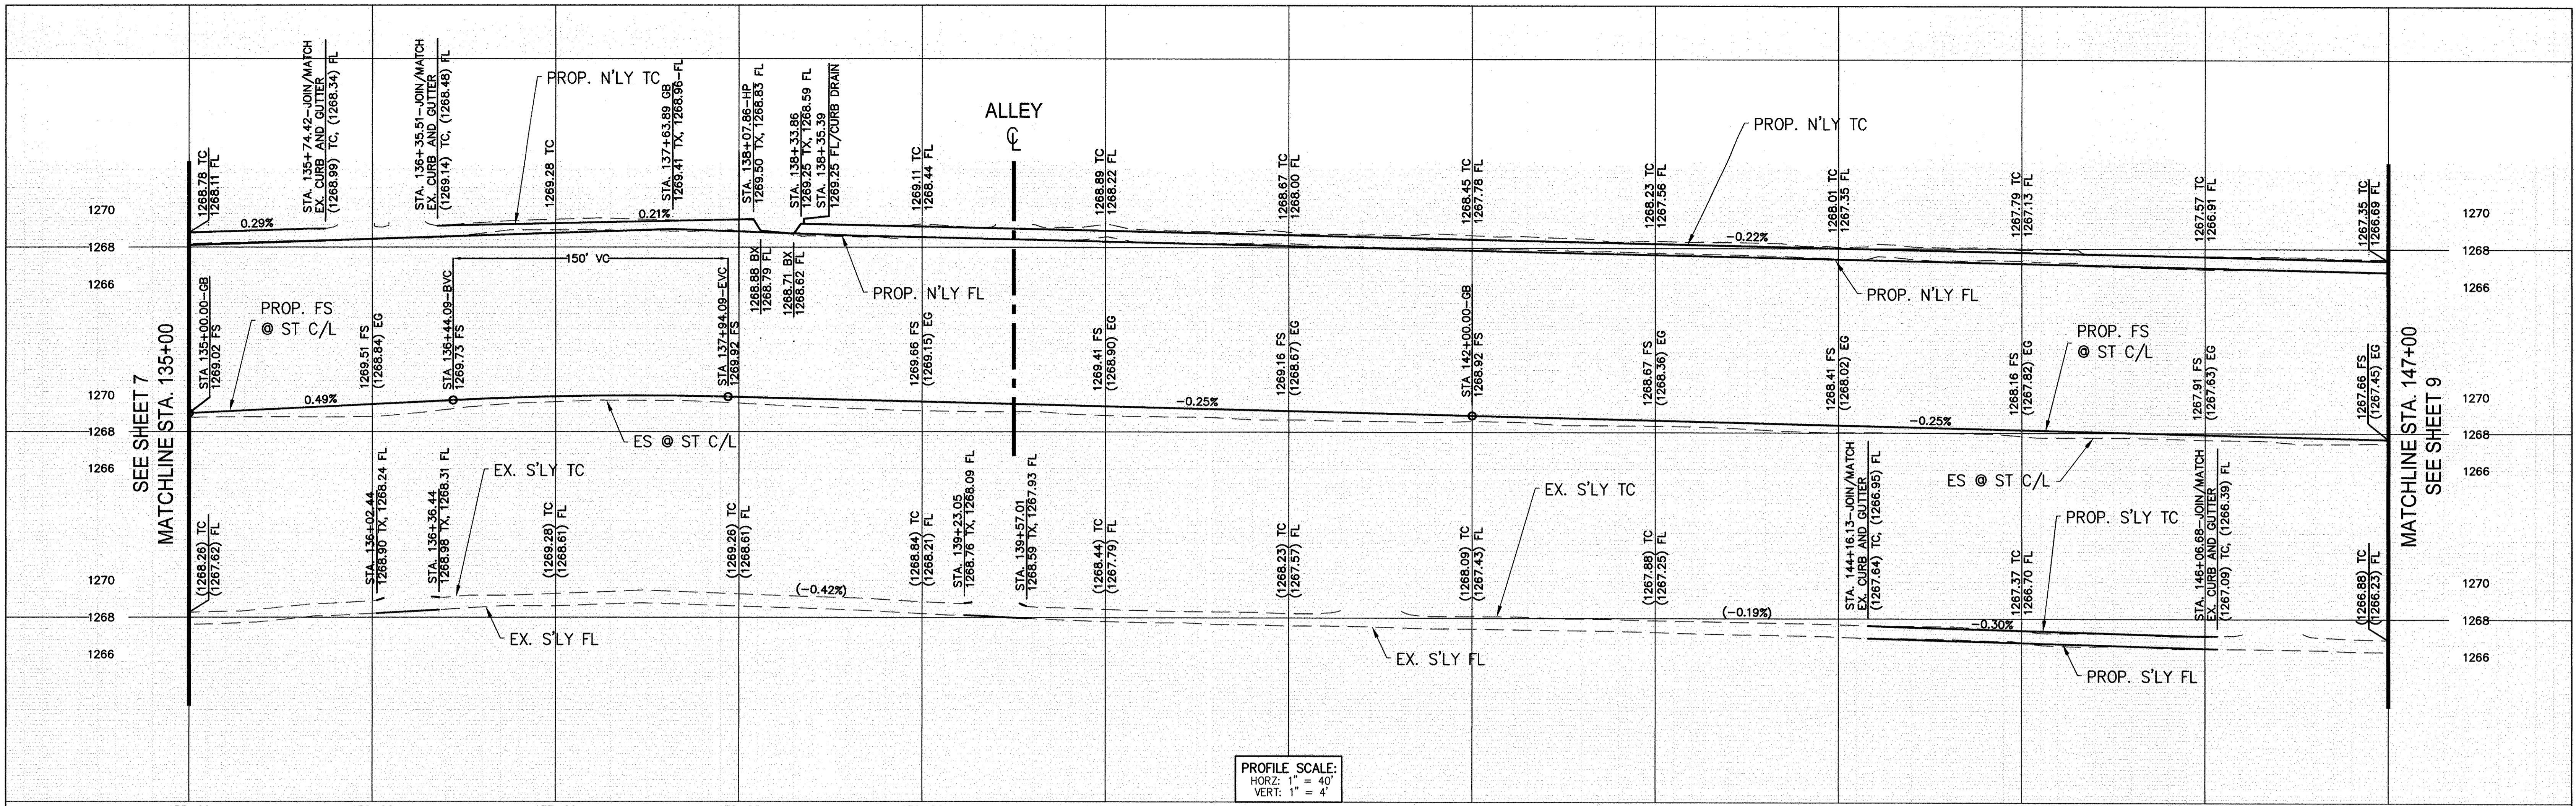 1268.78 TC
1268.11 FL
STA. 135+74.42-JOIN/MATCH
EX. CURB AND GUTTER
(1268.99) TC, (1268.34) FL
STA. 136+35.51-JOIN/MATCH
EX. CURB AND GUTTER
(1269.14) TC, (1268.48) FL
PROP. N'LY TC
1269.28 TC
STA. 137+63.89 GB
1269.41 TX, 1268.96-FL
STA. 138+07.86-HP
1269.50 TX, 1268.83 FL
STA. 138+33.86
1269.25 TX, 1268.59 FL
STA. 138+35.39
1269.25 FL/CURB DRAIN
1269.11 TC
1268.44 FL
ALLEY
CL
1268.89 TC
1268.22 FL
1268.67 TC
1268.00 FL
1268.45 TC
1267.78 FL
1268.23 TC
1267.56 FL
PROP. N'LY TC
1268.01 TC
1267.35 FL
1267.79 TC
1267.13 FL
1267.57 TC
1266.91 FL
1267.35 TC
1266.69 FL
1270
1268
1266
0.29%
0.21%
-0.22%
1270
1268
1266
150' VC
1268.88 BX
1268.79 FL
1268.71 BX
1268.62 FL
PROP. N'LY FL
PROP. N'LY FL
SEE SHEET 7
MATCHLINE STA. 135+00
STA 135+00.00-GB
1269.02 FS
PROP. FS
@ ST C/L
1269.51 FS
(1268.84) EG
STA 136+44.09-BVC
1269.73 FS
STA 137+94.09-EVC
1269.92 FS
1269.66 FS
(1269.15) EG
1269.41 FS
(1268.90) EG
1269.16 FS
(1268.67) EG
STA 142+00.00-GB
1268.92 FS
1268.67 FS
(1268.36) EG
1268.41 FS
(1268.02) EG
PROP. FS
@ ST C/L
1268.16 FS
(1267.82) EG
1267.91 FS
(1267.63) EG
1267.66 FS
(1267.45) EG
MATCHLINE STA. 147+00
SEE SHEET 9
1270
1268
1266
0.49%
-0.25%
-0.25%
1270
1268
1266
ES @ ST C/L
ES @ ST C/L
(1268.26) TC
(1267.62) FL
STA. 136+02.44
1268.90 TX, 1268.24 FL
STA. 136+36.44
1268.98 TX, 1268.31 FL
EX. S'LY TC
(1269.28) TC
(1268.61) FL
(1269.26) TC
(1268.61) FL
(1268.84) TC
(1268.21) FL
STA. 139+23.05
1268.76 TX, 1268.09 FL
STA. 139+57.01
1268.59 TX, 1267.93 FL
(1268.44) TC
(1267.79) FL
(1268.23) TC
(1267.57) FL
(1268.09) TC
(1267.43) FL
EX. S'LY TC
(1267.88) TC
(1267.25) FL
STA. 144+16.13-JOIN/MATCH
EX. CURB AND GUTTER
(1267.64) TC, (1266.95) FL
1267.37 TC
1266.70 FL
PROP. S'LY TC
STA. 146+06.68-JOIN/MATCH
EX. CURB AND GUTTER
(1267.09) TC, (1266.39) FL
(1266.88) TC
(1266.23) FL
1270
1268
1266
(-0.42%)
(-0.19%)
-0.30%
1270
1268
1266
EX. S'LY FL
EX. S'LY FL
PROP. S'LY FL
PROFILE SCALE:
HORZ: 1" = 40'
VERT: 1" = 4'